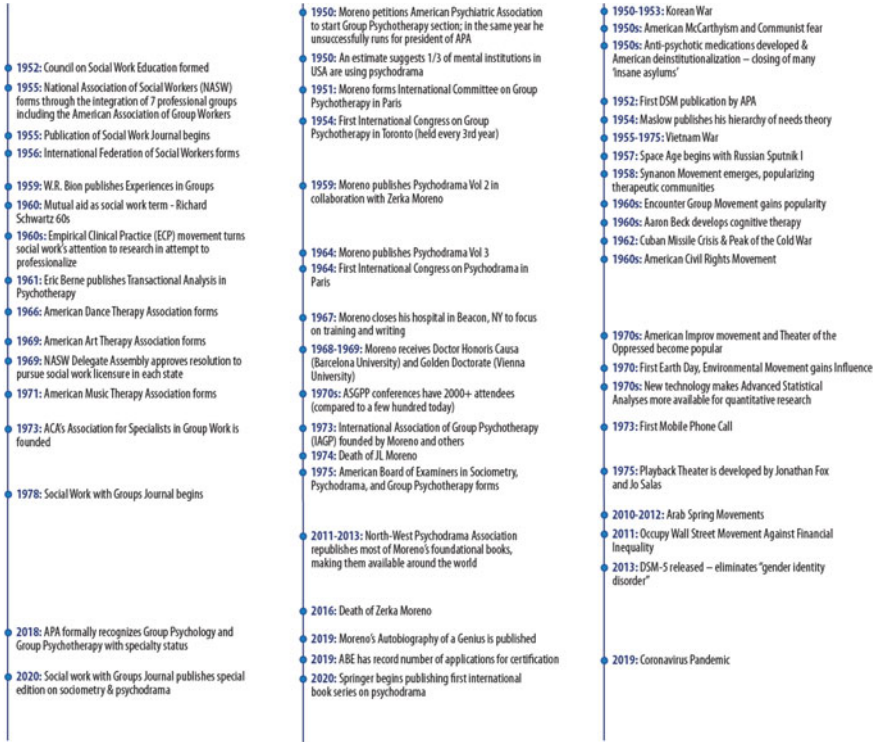 1952: Council on Social Work Education formed
1955: National Association of Social Workers (NASW)
forms through the integration of 7 professional groups
including the American Association of Group Workers
1955: Publication of Social Work Journal begins
1956: International Federation of Social Workers forms
1959: W.R. Bion publishes Experiences in Groups
1960: Mutual aid as social work term - Richard
Schwartz 60s
1960s: Empirical Clinical Practice (ECP) movement turns
social work's attention to research in attempt to
professionalize
1961: Eric Berne publishes Transactional Analysis in
Psychotherapy
1966: American Dance Therapy Association forms
1969: American Art Therapy Association forms
1969: NASW Delegate Assembly approves resolution to
pursue social work licensure in each state
1971: American Music Therapy Association forms
1973: ACA's Association for Specialists in Group Work is
founded
1978: Social Work with Groups Journal begins
2018: APA formally recognizes Group Psychology and
Group Psychotherapy with specialty status
2020: Social work with Groups Journal publishes special
edition on sociometry & psychodrama
1950: Moreno petitions American Psychiatric Association
to start Group Psychotherapy section; in the same year he
unsuccessfully runs for president of APA
1950: An estimate suggests 1/3 of mental institutions in
USA are using psychodrama
1951: Moreno forms International Committee on Group
Psychotherapy in Paris
1954: First International Congress on Group
Psychotherapy in Toronto (held every 3rd year)
1959: Moreno publishes Psychodrama Vol 2 in
collaboration with Zerka Moreno
1964: Moreno publishes Psychodrama Vol 3
1964: First International Congress on Psychodrama in
Paris
1967: Moreno closes his hospital in Beacon, NY to focus
on training and writing
1968-1969: Moreno receives Doctor Honoris Causa
(Barcelona University) and Golden Doctorate (Vienna
University)
1970s: ASGPP conferences have 2000+ attendees
(compared to a few hundred today)
1973: International Association of Group Psychotherapy
(IAGP) founded by Moreno and others
1974: Death of JL Moreno
1975: American Board of Examiners in Sociometry,
Psychodrama, and Group Psychotherapy forms
2011-2013: North-West Psychodrama Association
republishes most of Moreno's foundational books,
making them available around the world
2016: Death of Zerka Moreno
2019: Moreno's Autobiography of a Genius is published
2019: ABE has record number of applications for certification
2020: Springer begins publishing first international
book series on psychodrama
1950-1953: Korean War
1950s: American McCarthyism and Communist fear
1950s: Anti-psychotic medications developed &
American deinstitutionalization – closing of many
'insane asylums'
1952: First DSM publication by APA
1954: Maslow publishes his hierarchy of needs theory
1955-1975: Vietnam War
1957: Space Age begins with Russian Sputnik I
1958: Synanon Movement emerges, popularizing
therapeutic communities
1960s: Encounter Group Movement gains popularity
1960s: Aaron Beck develops cognitive therapy
1962: Cuban Missile Crisis & Peak of the Cold War
1960s: American Civil Rights Movement
1970s: American Improv movement and Theater of the
Oppressed become popular
1970: First Earth Day, Environmental Movement gains Influence
1970s: New technology makes Advanced Statistical
Analyses more available for quantitative research
1973: First Mobile Phone Call
1975: Playback Theater is developed by Jonathan Fox
and Jo Salas
2010-2012: Arab Spring Movements
2011: Occupy Wall Street Movement Against Financial
Inequality
2013: DSM-5 released – eliminates "gender identity
disorder"
2019: Coronavirus Pandemic